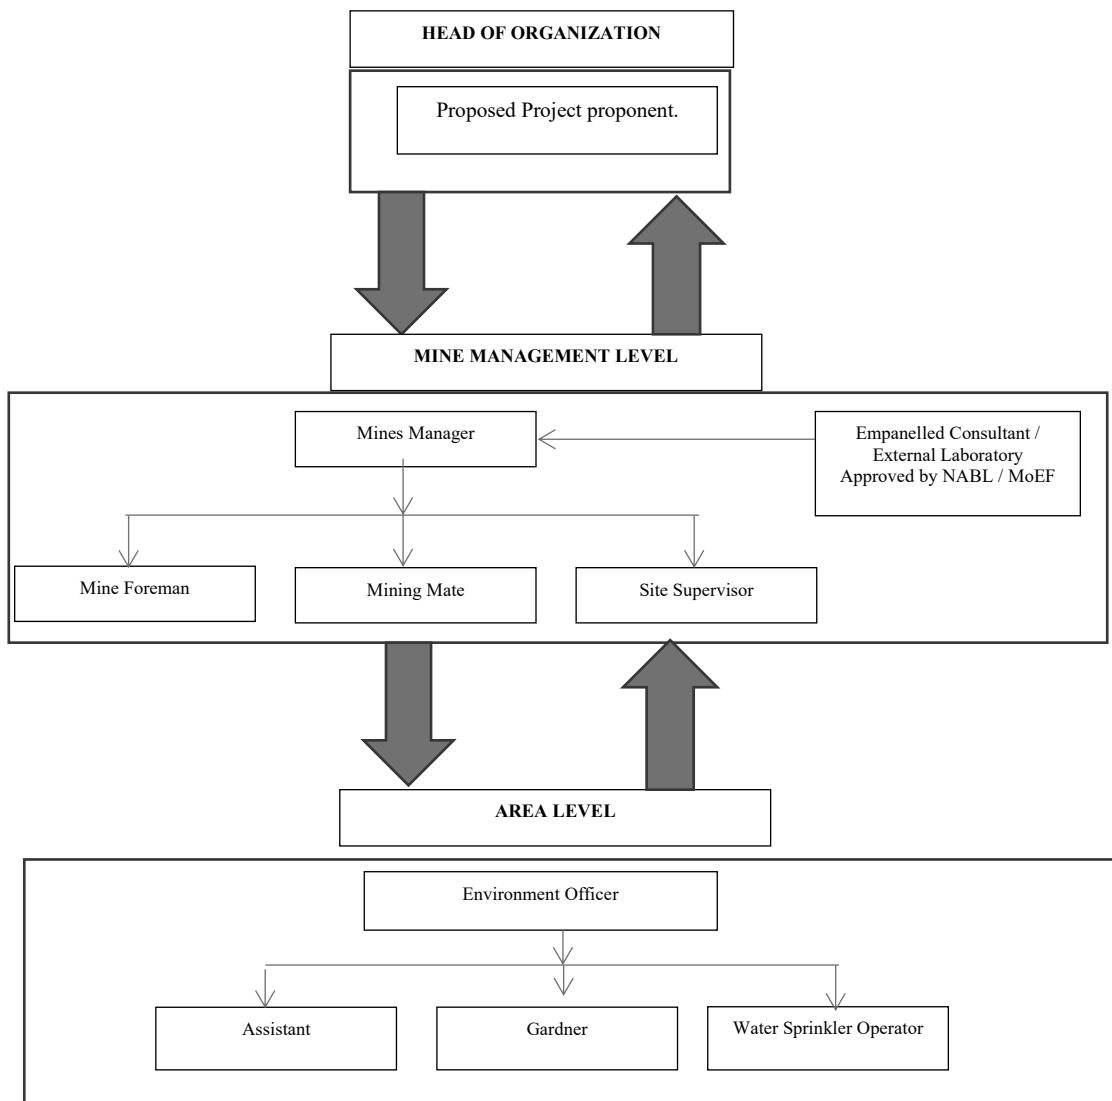 HEAD OF ORGANIZATION
Proposed Project proponent.
MINE MANAGEMENT LEVEL
Mines Manager
Empanelled Consultant /
External Laboratory
Approved by NABL / MoEF
Mine Foreman
Mining Mate
Site Supervisor
AREA LEVEL
Environment Officer
Assistant
Gardner
Water Sprinkler Operator